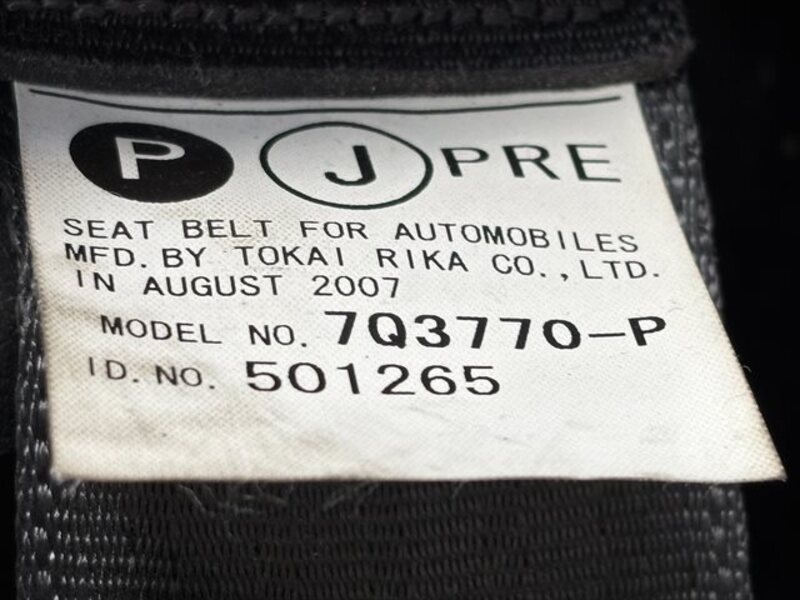 P J PRE
SEAT BELT FOR AUTOMOBILES
MFD. BY TOKAI RIKA CO.,LTD.
IN AUGUST 2007
MODEL NO. 7Q3770-P
ID. NO. 501265